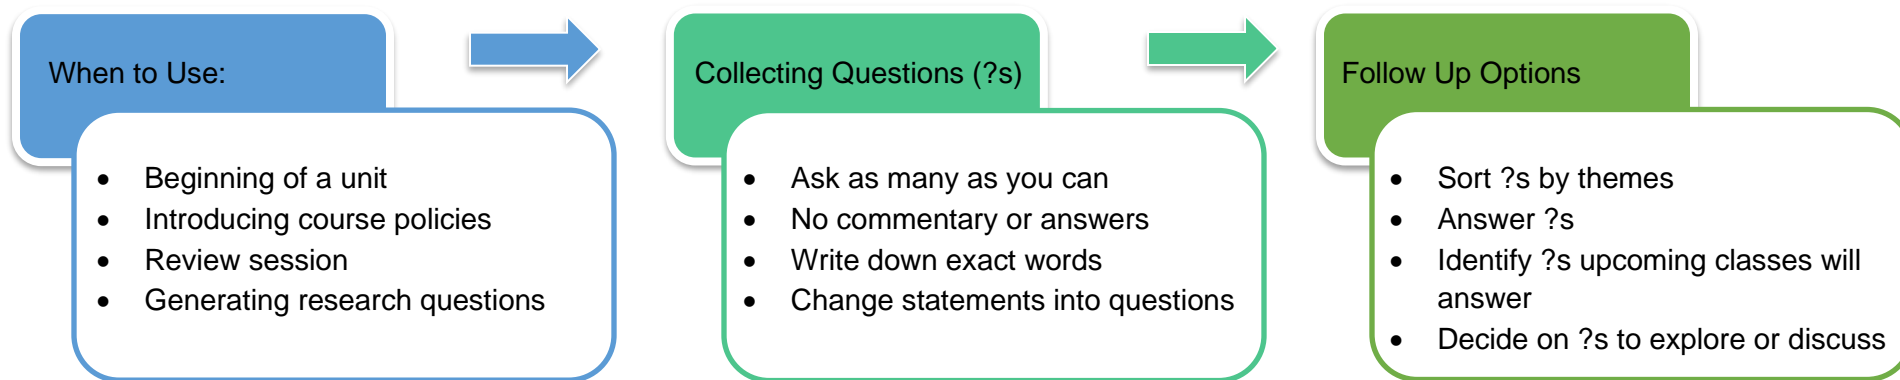 When to Use:
• Beginning of a unit
• Introducing course policies
• Review session
• Generating research questions
Collecting Questions (?s)
• Ask as many as you can
• No commentary or answers
• Write down exact words
• Change statements into questions
Follow Up Options
• Sort ?s by themes
• Answer ?s
• Identify ?s upcoming classes will
answer
• Decide on ?s to explore or discuss